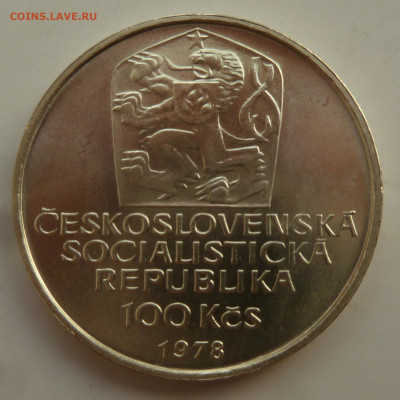 COINS.LAVE.RU
ČESKOSLOVENSKÁ
SOCIALISTICKÁ
REPUBLIKA
100 Kčs
1978